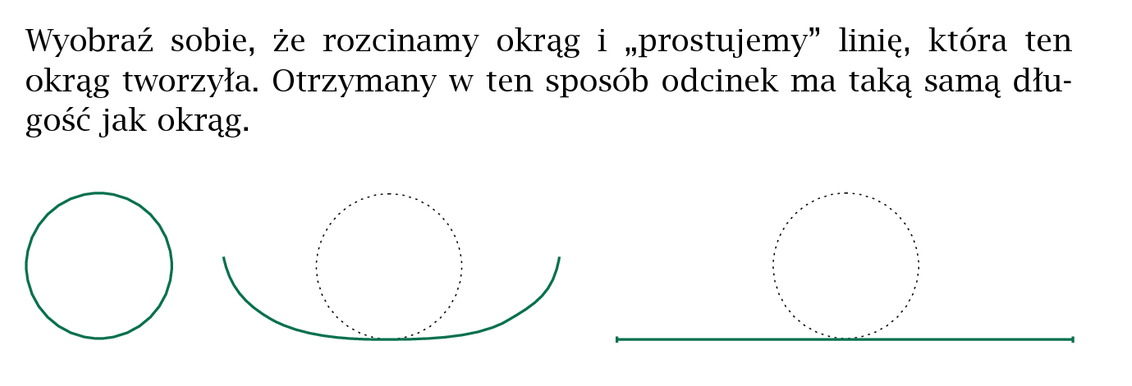 Wyobraź sobie, że rozcinamy okrąg i „prostujemy” linię, która ten
okrąg tworzyła. Otrzymany w ten sposób odcinek ma taką samą dłu-
gość jak okrąg.